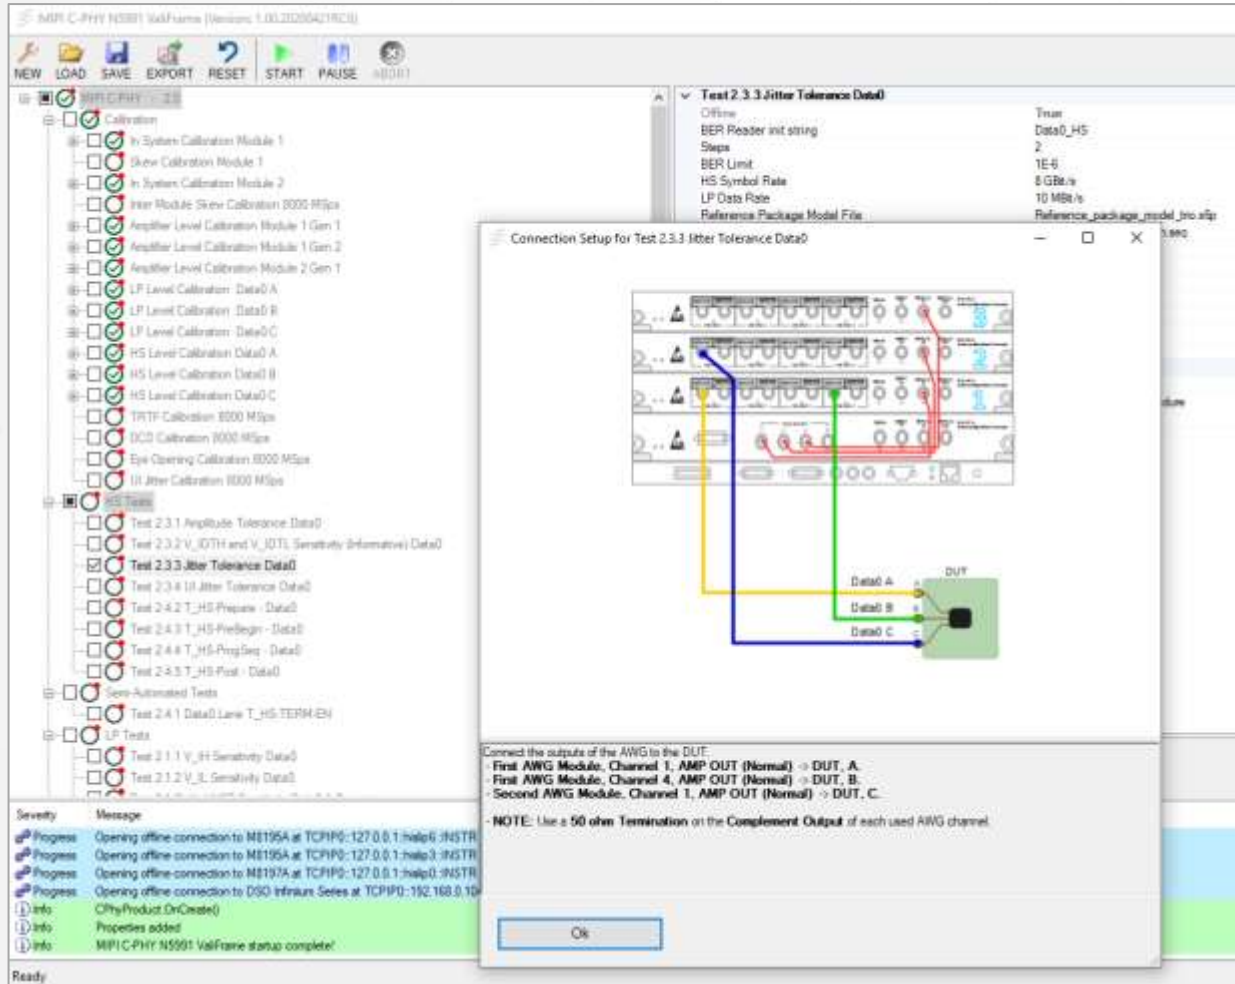 MIPI C-PHY N5991 ValiFrame (Version: 1.00.20200421RC8)
NEW LOAD SAVE EXPORT RESET START PAUSE ABORT
MIPI C-PHY
Calibration
In System Calibration Module 1
Skew Calibration Module 1
In System Calibration Module 2
Inter Module Skew Calibration 8000 MSps
Amplifier Level Calibration Module 1 Gen 1
Amplifier Level Calibration Module 1 Gen 2
Amplifier Level Calibration Module 2 Gen 1
LP Level Calibration Data0 A
LP Level Calibration Data0 B
LP Level Calibration Data0 C
HS Level Calibration Data0 A
HS Level Calibration Data0 B
HS Level Calibration Data0 C
TRTF Calibration 8000 MSps
DCD Calibration 8000 MSps
Eye Opening Calibration 8000 MSps
UI Jitter Calibration 8000 MSps
HS Tests
Test 2.3.1 Amplitude Tolerance Data0
Test 2.3.2 V_IDTH and V_IDTL Sensitivity (Informative) Data0
Test 2.3.3 Jitter Tolerance Data0
Test 2.3.4 UI Jitter Tolerance Data0
Test 2.4.2 T_HS-Prepare - Data0
Test 2.4.3 T_HS-PreBegin - Data0
Test 2.4.4 T_HS-ProgSeq - Data0
Test 2.4.5 T_HS-Post - Data0
Semi-Automated Tests
Test 2.4.1 Data0 Lane T_HS-TERM-EN
LP Tests
Test 2.1.1 V_IH Sensitivity Data0
Test 2.1.2 V_IL Sensitivity Data0
Test 2.3.3 Jitter Tolerance Data0
Offline True
BER Reader init string Data0_HS
Steps 2
BER Limit 1E-6
HS Symbol Rate 8 GBit/s
LP Data Rate 10 MBit/s
Reference Package Model File Reference_package_model_trio.s6p
Connection Setup for Test 2.3.3 Jitter Tolerance Data0
DUT
Data0 A A
Data0 B B
Data0 C C
Connect the outputs of the AWG to the DUT:
- First AWG Module, Channel 1, AMP OUT (Normal) -> DUT, A.
- First AWG Module, Channel 4, AMP OUT (Normal) -> DUT, B.
- Second AWG Module, Channel 1, AMP OUT (Normal) -> DUT, C.
- NOTE: Use a 50 ohm Termination on the Complement Output of each used AWG channel.
Ok
Severity Message
Progress Opening offline connection to M8195A at TCPIP0::127.0.0.1::hislip6::INSTR
Progress Opening offline connection to M8195A at TCPIP0::127.0.0.1::hislip3::INSTR
Progress Opening offline connection to M8197A at TCPIP0::127.0.0.1::hislip0::INSTR
Progress Opening offline connection to DSO Infiniium Series at TCPIP0::192.168.0.10
Info CPhyProduct.OnCreate()
Info Properties added
Info MIPI C-PHY N5991 ValiFrame startup complete!
Ready